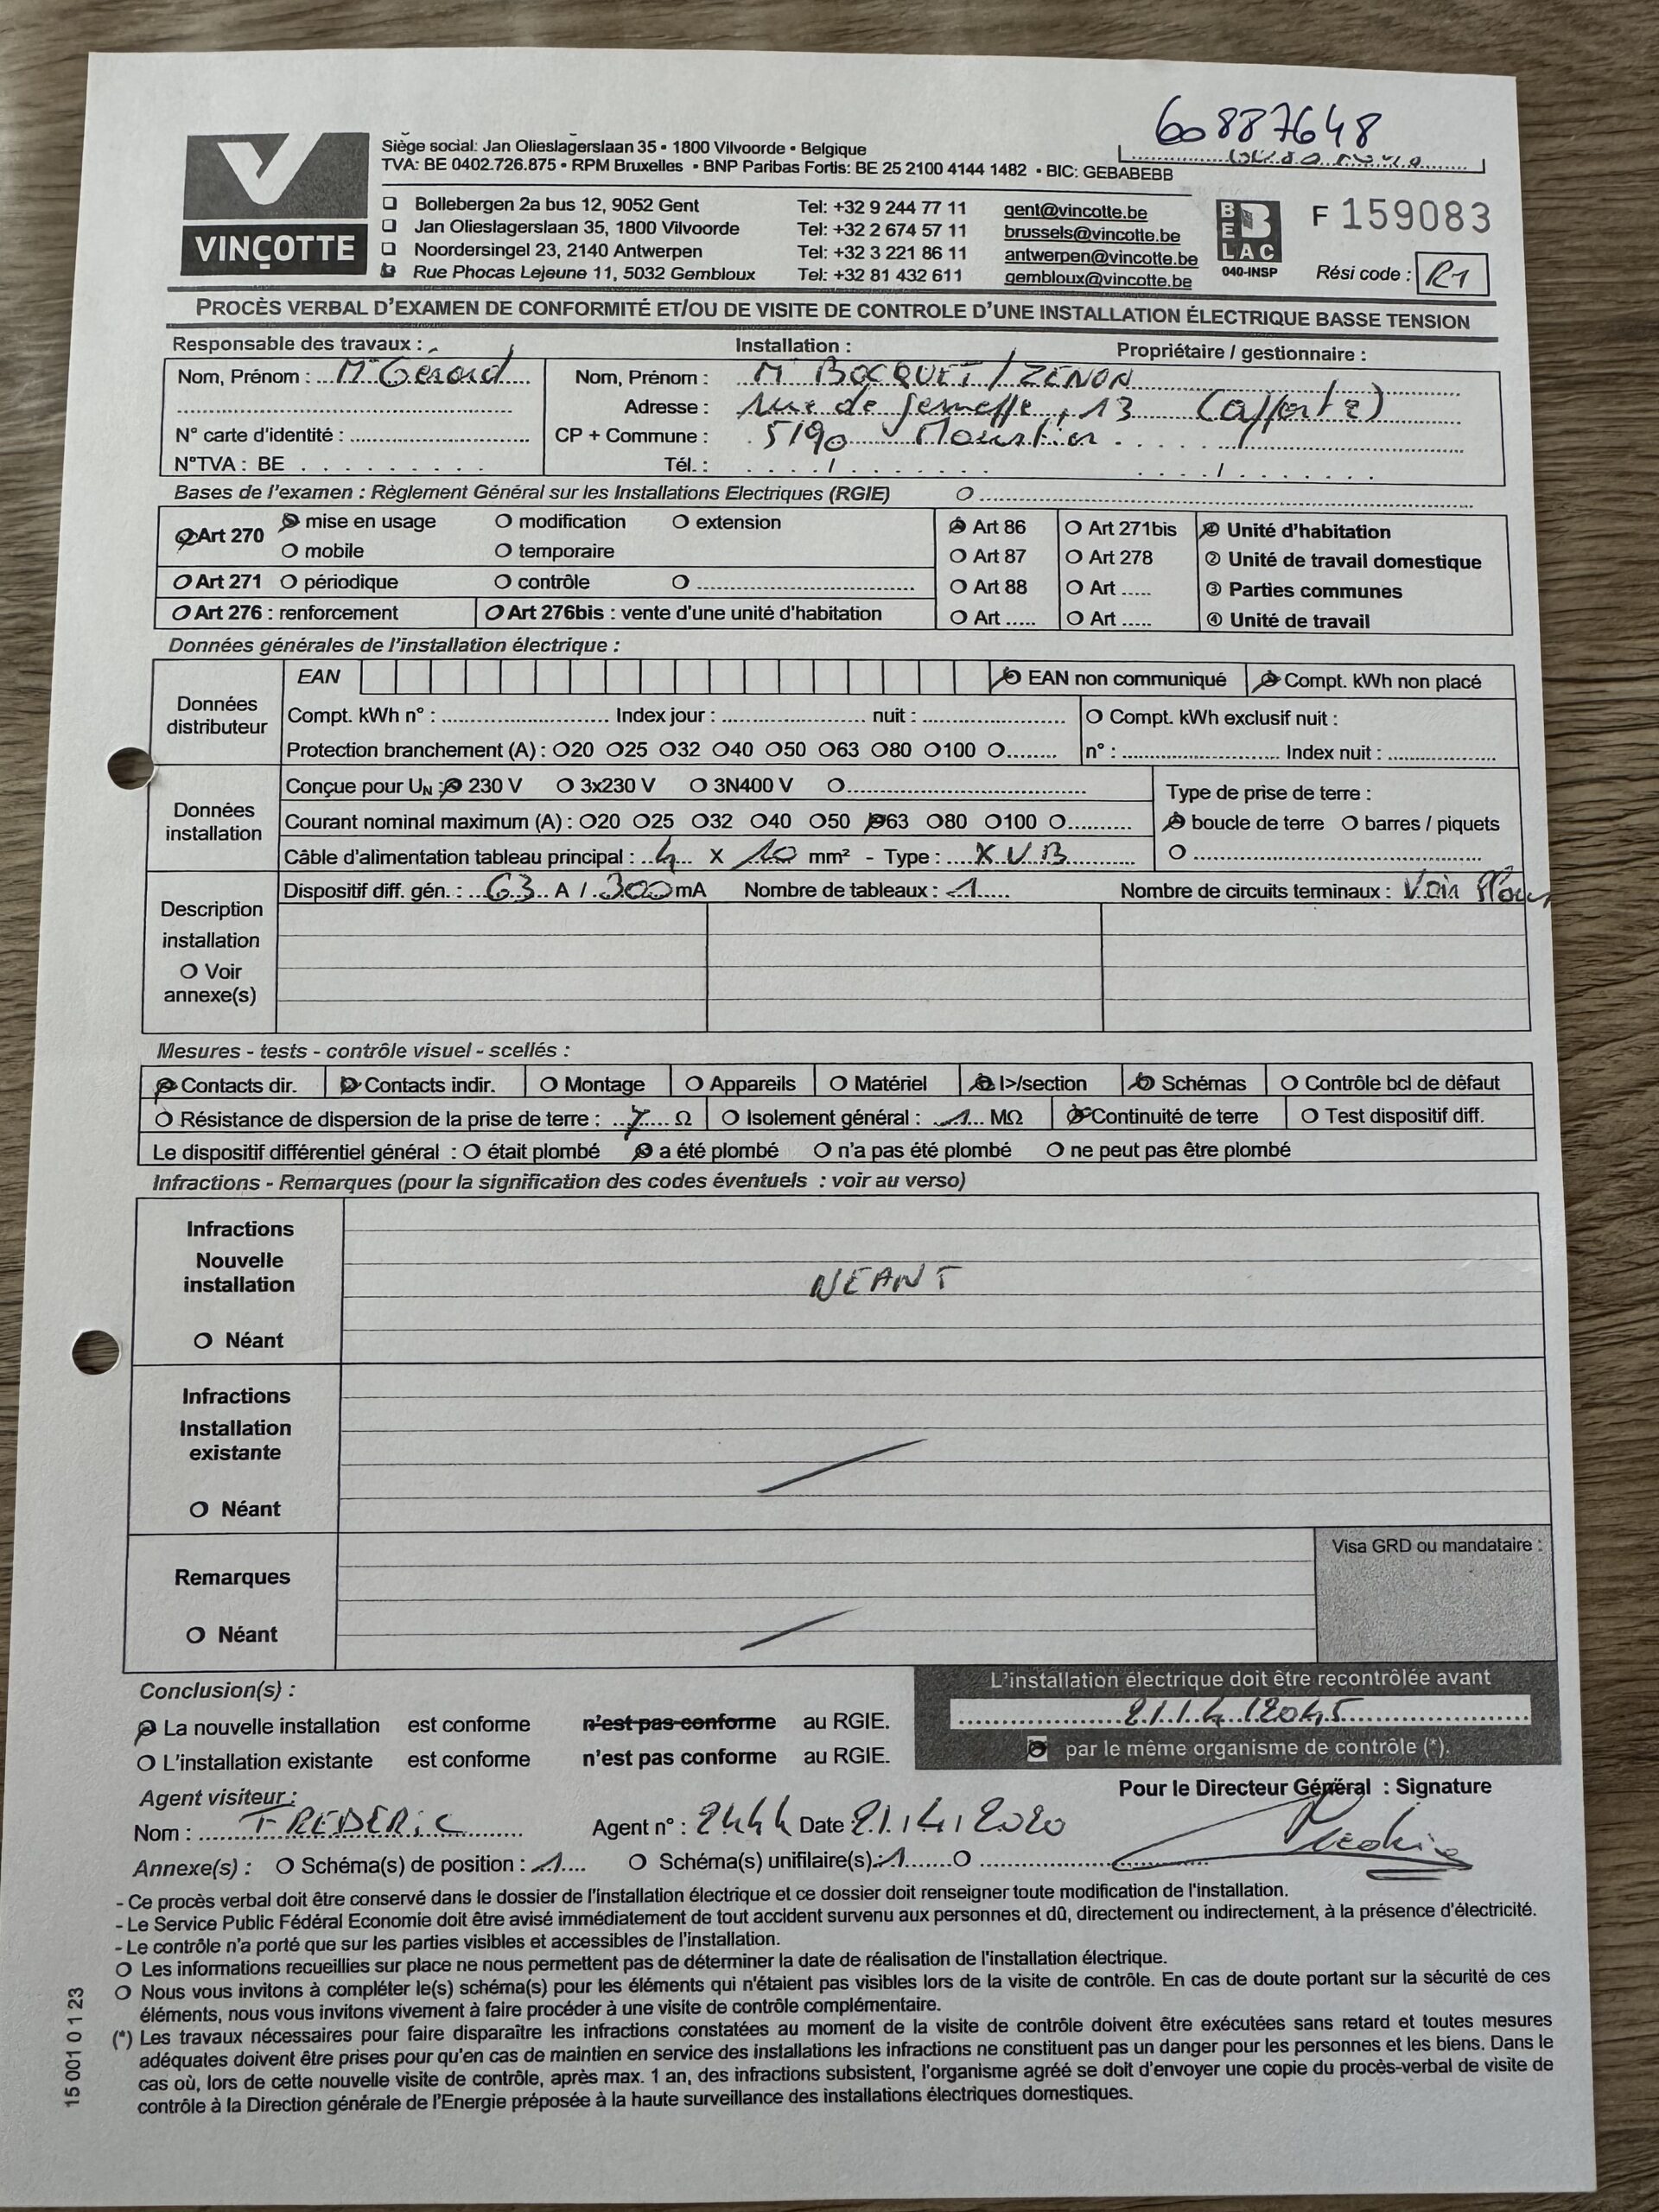 60887648
Siège social: Jan Olieslagerslaan 35 • 1800 Vilvoorde • Belgique
TVA: BE 0402.726.875 • RPM Bruxelles • BNP Paribas Fortis: BE 25 2100 4144 1482 • BIC: GEBABEBB
VINÇOTTE
Bollebergen 2a bus 12, 9052 Gent Tel: +32 9 244 77 11 gent@vincotte.be
Jan Olieslagerslaan 35, 1800 Vilvoorde Tel: +32 2 674 57 11 brussels@vincotte.be
Noordersingel 23, 2140 Antwerpen Tel: +32 3 221 86 11 antwerpen@vincotte.be
Rue Phocas Lejeune 11, 5032 Gembloux Tel: +32 81 432 611 gembloux@vincotte.be
BELAC
040-INSP
F 159083
Rési code : R1
PROCÈS VERBAL D'EXAMEN DE CONFORMITÉ ET/OU DE VISITE DE CONTROLE D'UNE INSTALLATION ÉLECTRIQUE BASSE TENSION
Responsable des travaux : Installation : Propriétaire / gestionnaire :
Nom, Prénom : Mr Gérard Nom, Prénom : M BOCQUET / ZENON
Adresse : rue de Jemeppe, 13
N° carte d'identité : CP + Commune : 5190 Moustier
N°TVA : BE Tél. : / /
Bases de l'examen : Règlement Général sur les Installations Electriques (RGIE)
Art 270 mise en usage modification extension Art 86 Art 271bis Unité d'habitation
mobile temporaire Art 87 Art 278 ② Unité de travail domestique
Art 271 périodique contrôle Art 88 Art ..... ③ Parties communes
Art 276 : renforcement Art 276bis : vente d'une unité d'habitation Art ..... Art ..... ④ Unité de travail
Données générales de l'installation électrique :
Données distributeur
EAN EAN non communiqué Compt. kWh non placé
Compt. kWh n° : Index jour : nuit : Compt. kWh exclusif nuit :
Protection branchement (A) : 20 25 32 40 50 63 80 100 n° : Index nuit :
Données installation
Conçue pour UN : 230 V 3x230 V 3N400 V Type de prise de terre :
Courant nominal maximum (A) : 20 25 32 40 50 63 80 100 boucle de terre barres / piquets
Câble d'alimentation tableau principal : 4 X 10 mm² - Type : XVB
Description installation
Voir annexe(s)
Dispositif diff. gén. : 63 A / 300 mA Nombre de tableaux : 1 Nombre de circuits terminaux : Voir
Mesures - tests - contrôle visuel - scellés :
Contacts dir. Contacts indir. Montage Appareils Matériel I>/section Schémas Contrôle bcl de défaut
Résistance de dispersion de la prise de terre : 7 Ω Isolement général : 1 MΩ Continuité de terre Test dispositif diff.
Le dispositif différentiel général : était plombé a été plombé n'a pas été plombé ne peut pas être plombé
Infractions - Remarques (pour la signification des codes éventuels : voir au verso)
Infractions
Nouvelle
installation
NEANT
Néant
Infractions
Installation
existante
Néant
Visa GRD ou mandataire :
Remarques
Néant
Conclusion(s) :
La nouvelle installation est conforme n'est pas conforme au RGIE.
L'installation existante est conforme n'est pas conforme au RGIE.
L'installation électrique doit être recontrôlée avant
21/4/2045
par le même organisme de contrôle (*).
Agent visiteur : Pour le Directeur Général : Signature
Nom : FREDERIC Agent n° : 2444 Date 21/4/2020
Annexe(s) : Schéma(s) de position : 1 Schéma(s) unifilaire(s) : 1
- Ce procès verbal doit être conservé dans le dossier de l'installation électrique et ce dossier doit renseigner toute modification de l'installation.
- Le Service Public Fédéral Economie doit être avisé immédiatement de tout accident survenu aux personnes et dû, directement ou indirectement, à la présence d'électricité.
- Le contrôle n'a porté que sur les parties visibles et accessibles de l'installation.
Les informations recueillies sur place ne nous permettent pas de déterminer la date de réalisation de l'installation électrique.
Nous vous invitons à compléter le(s) schéma(s) pour les éléments qui n'étaient pas visibles lors de la visite de contrôle. En cas de doute portant sur la sécurité de ces
éléments, nous vous invitons vivement à faire procéder à une visite de contrôle complémentaire.
(*) Les travaux nécessaires pour faire disparaître les infractions constatées au moment de la visite de contrôle doivent être exécutées sans retard et toutes mesures
adéquates doivent être prises pour qu'en cas de maintien en service des installations les infractions ne constituent pas un danger pour les personnes et les biens. Dans le
cas où, lors de cette nouvelle visite de contrôle, après max. 1 an, des infractions subsistent, l'organisme agréé se doit d'envoyer une copie du procès-verbal de visite de
contrôle à la Direction générale de l'Energie préposée à la haute surveillance des installations électriques domestiques.
15 001 0 1 23